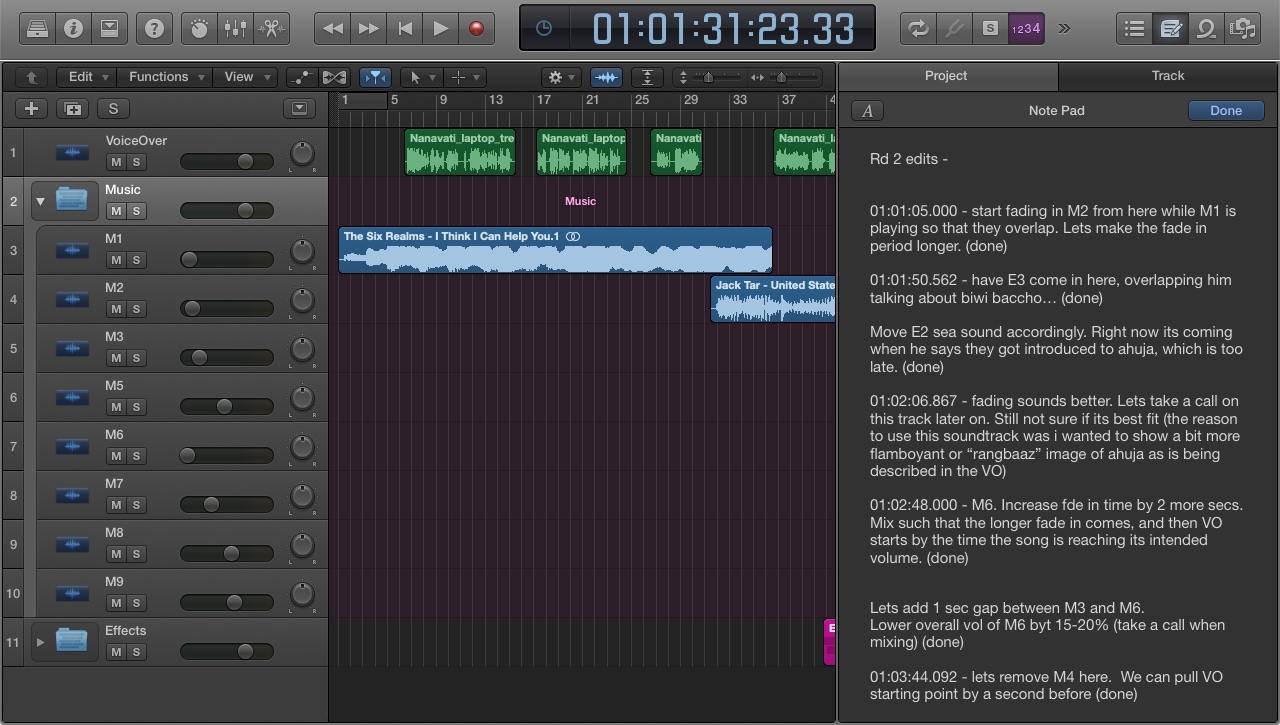 01:01:31:23.33
S
1234
Edit
Functions
View
Project
Track
S
1
5
9
13
17
21
25
29
33
37
4
A
Note Pad
Done
1
VoiceOver
M S
L R
Nanavati_laptop_tre
Nanavati_laptop
Nanavati
Nanavati_l
2
Music
M S
Music
3
M1
M S
L R
The Six Realms - I Think I Can Help You.1
4
M2
M S
L R
Jack Tar - United State
5
M3
M S
L R
6
M5
M S
L R
7
M6
M S
L R
8
M7
M S
L R
9
M8
M S
L R
10
M9
M S
L R
11
Effects
M S
E
Rd 2 edits -
01:01:05.000 - start fading in M2 from here while M1 is
playing so that they overlap. Lets make the fade in
period longer. (done)
01:01:50.562 - have E3 come in here, overlapping him
talking about biwi baccho… (done)
Move E2 sea sound accordingly. Right now its coming
when he says they got introduced to ahuja, which is too
late. (done)
01:02:06.867 - fading sounds better. Lets take a call on
this track later on. Still not sure if its best fit (the reason
to use this soundtrack was i wanted to show a bit more
flamboyant or “rangbaaz” image of ahuja as is being
described in the VO)
01:02:48.000 - M6. Increase fde in time by 2 more secs.
Mix such that the longer fade in comes, and then VO
starts by the time the song is reaching its intended
volume. (done)
Lets add 1 sec gap between M3 and M6.
Lower overall vol of M6 byt 15-20% (take a call when
mixing) (done)
01:03:44.092 - lets remove M4 here.  We can pull VO
starting point by a second before (done)